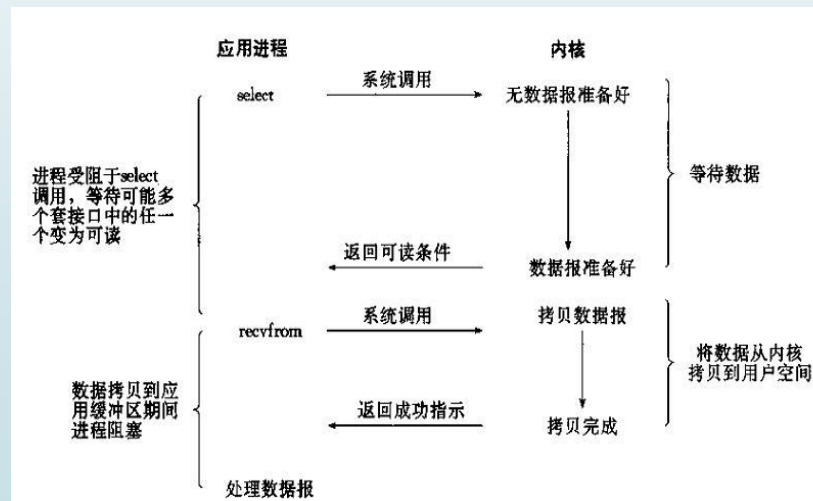 应用进程
内核
select
系统调用
无数据报准备好
进程受阻于select
调用，等待可能多
个套接口中的任一
个变为可读
等待数据
返回可读条件
数据报准备好
recvfrom
系统调用
拷贝数据报
将数据从内核
拷贝到用户空间
数据拷贝到应
用缓冲区期间
进程阻塞
返回成功指示
拷贝完成
处理数据报